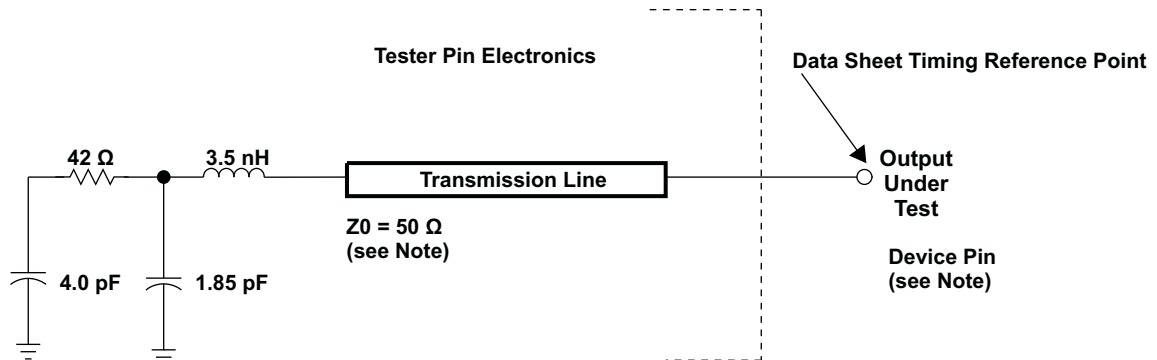 Tester Pin Electronics
Data Sheet Timing Reference Point
42 Ω
3.5 nH
Transmission Line
Output
Under
Test
Z0 = 50 Ω
(see Note)
4.0 pF
1.85 pF
Device Pin
(see Note)